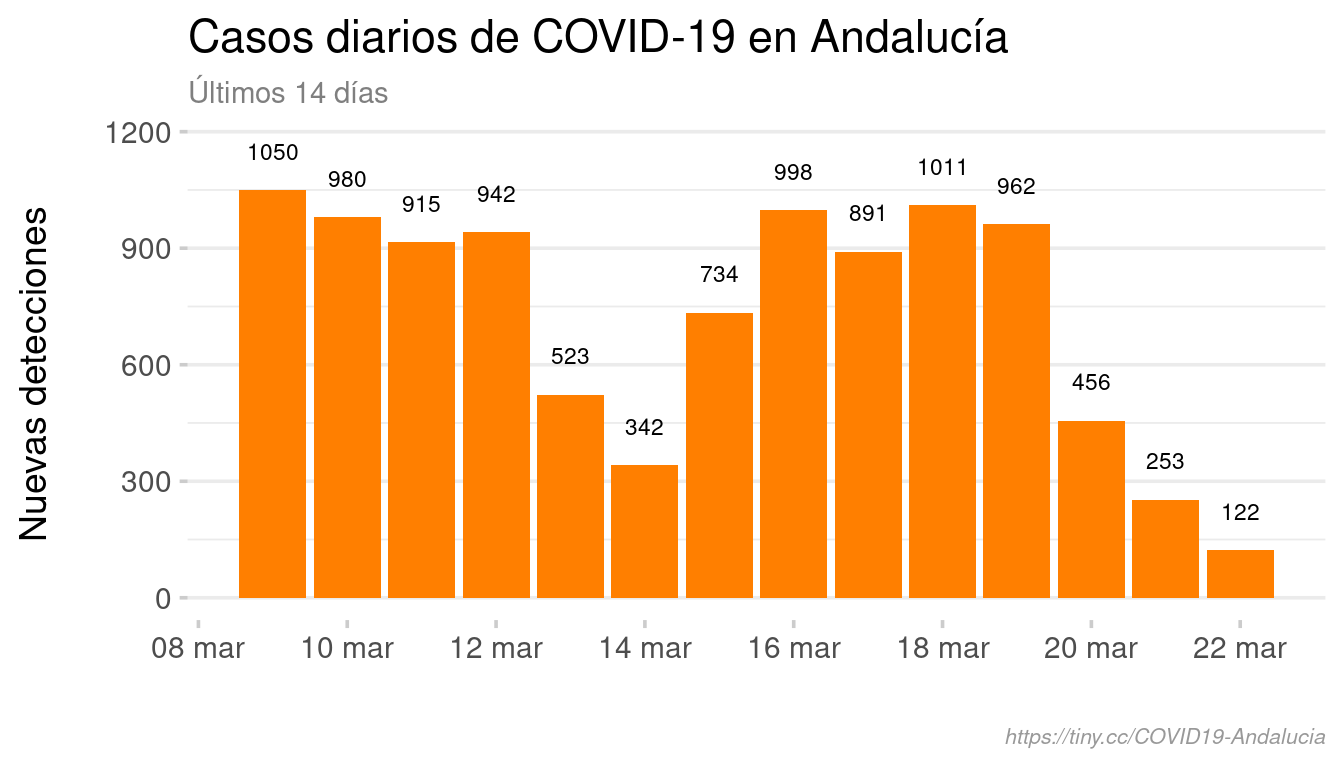 Casos diarios de COVID-19 en Andalucía
Últimos 14 días
Nuevas detecciones
1200
900
600
300
0
1050
980
915
942
523
342
734
998
891
1011
962
456
253
122
08 mar
10 mar
12 mar
14 mar
16 mar
18 mar
20 mar
22 mar
https://tiny.cc/COVID19-Andalucia